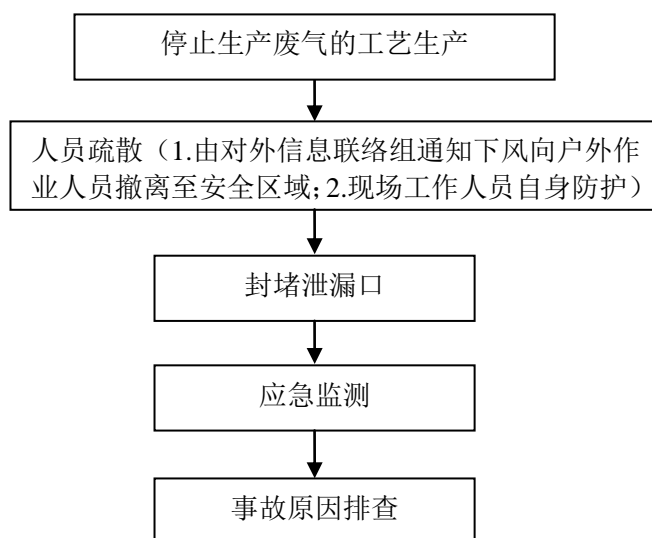 停止生产废气的工艺生产
人员疏散（1.由对外信息联络组通知下风向户外作
业人员撤离至安全区域；2.现场工作人员自身防护）
封堵泄漏口
应急监测
事故原因排查